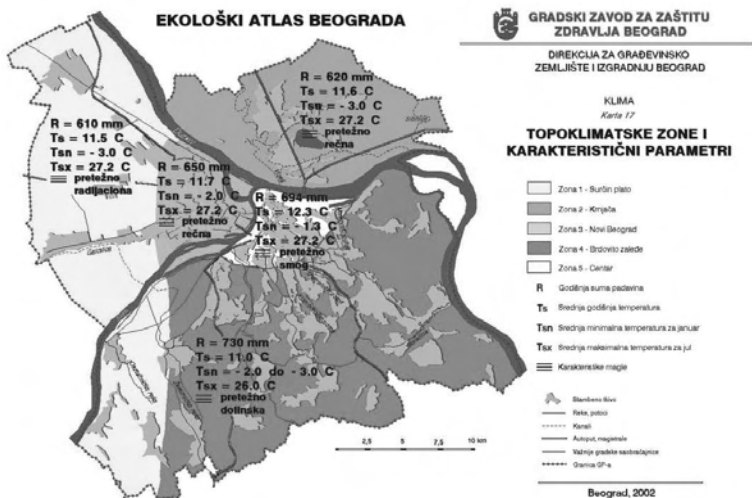 EKOLOŠKI ATLAS BEOGRADA
R = 620 mm
Ts = 11.6 C
Tsn = - 3.0 C
Tsx = 27.2 C
pretežno
rečna
R = 610 mm
Ts = 11.5 C
Tsn = - 3.0 C
Tsx = 27.2 C
pretežno
radijaciona
R = 650 mm
Ts = 11.7 C
Tsn = - 2.0 C
Tsx = 27.2 C
pretežno
rečna
R = 694 mm
Ts = 12.3 C
Tsn = - 1.3 C
Tsx = 27.2 C
pretežno
smog
R = 730 mm
Ts = 11.0 C
Tsn = - 2.0 do - 3.0 C
Tsx = 26.0 C
pretežno
dolinska
2,5 5 7,5 10 km
GRADSKI ZAVOD ZA ZAŠTITU
ZDRAVLJA BEOGRAD
DIREKCIJA ZA GRAĐEVINSKO
ZEMLJIŠTE I IZGRADNJU BEOGRAD
KLIMA
Karta 17
TOPOKLIMATSKE ZONE I
KARAKTERISTIČNI PARAMETRI
Zona 1 - Surčin plato
Zona 2 - Krnjača
Zona 3 - Novi Beograd
Zona 4 - Brdovito zaleđe
Zona 5 - Centar
R Godišnja suma padavina
Ts Srednja godišnja temperatura
Tsn Srednja minimalna temperatura za januar
Tsx Srednja maksimalna temperatura za jul
Karakteristike magle
Stambeno tkivo
Reke, potoci
Kanali
Autoput, magistrale
Važnije gradske saobraćajnice
Granica GP-a
Beograd, 2002